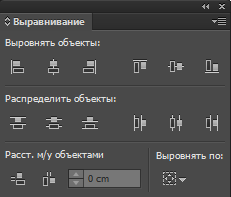 Выравнивание
Выровнять объекты:
Распределить объекты:
Расст. м/у объектами
Выровнять по:
0 cm